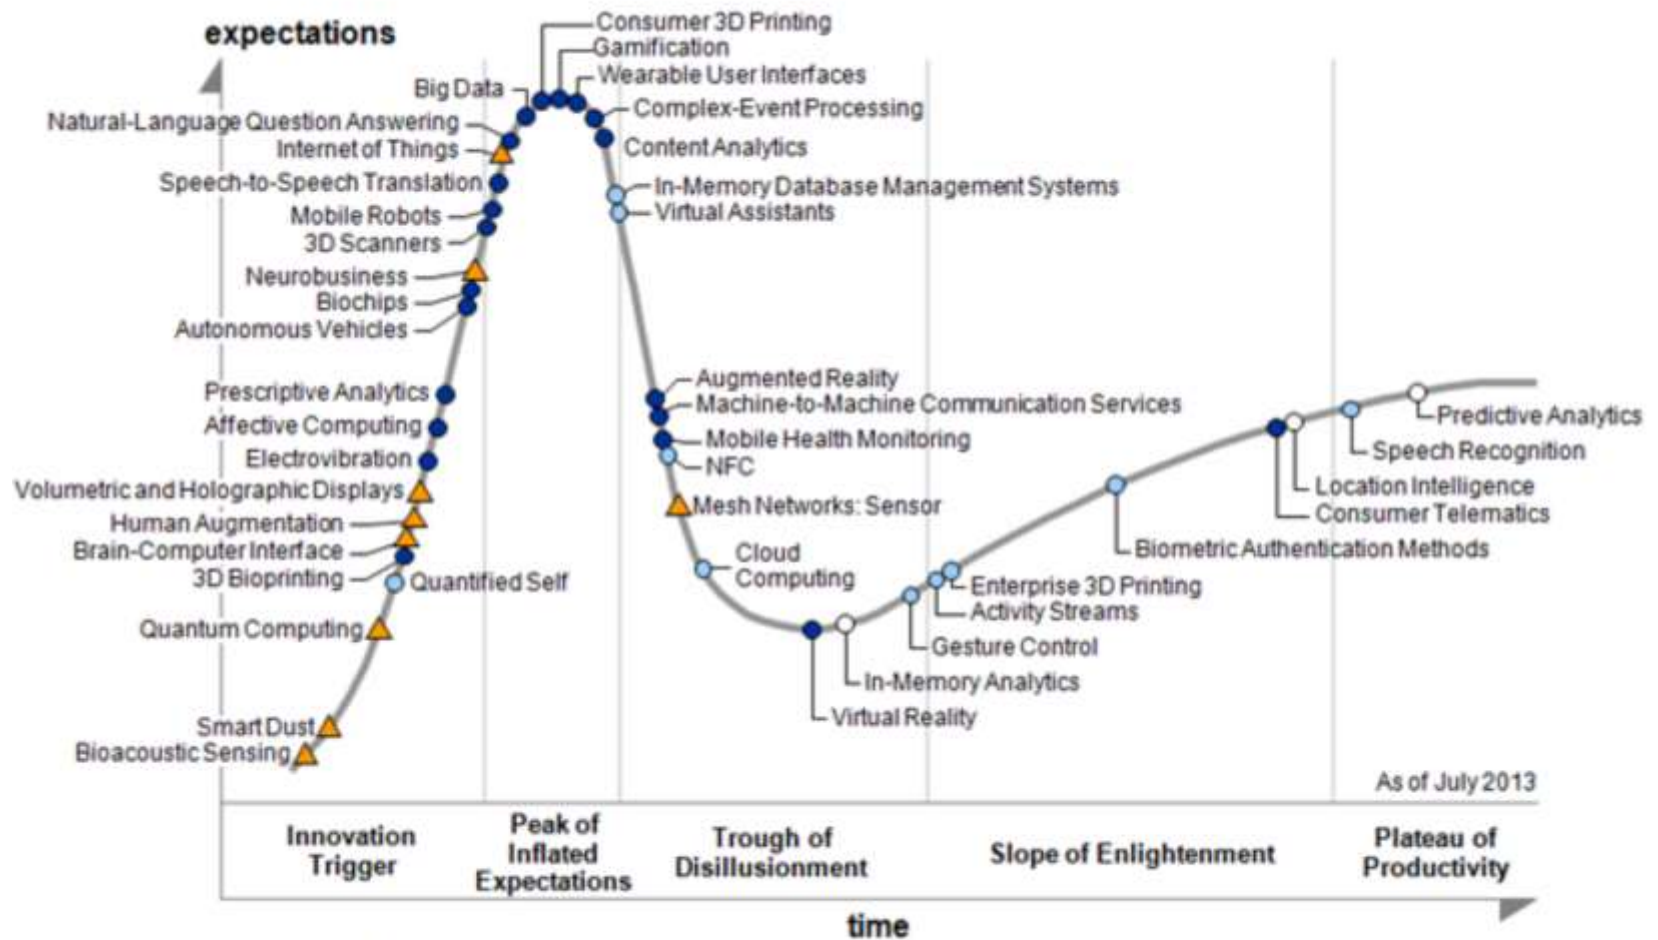 expectations
Consumer 3D Printing
Gamification
Wearable User Interfaces
Big Data
Complex-Event Processing
Natural-Language Question Answering
Internet of Things
Content Analytics
Speech-to-Speech Translation
In-Memory Database Management Systems
Mobile Robots
Virtual Assistants
3D Scanners
Neurobusiness
Biochips
Autonomous Vehicles
Augmented Reality
Prescriptive Analytics
Machine-to-Machine Communication Services
Affective Computing
Mobile Health Monitoring
Electrovibration
NFC
Volumetric and Holographic Displays
Mesh Networks: Sensor
Human Augmentation
Brain-Computer Interface
Cloud
Computing
3D Bioprinting
Quantified Self
Quantum Computing
Smart Dust
Bioacoustic Sensing
Predictive Analytics
Speech Recognition
Location Intelligence
Consumer Telematics
Biometric Authentication Methods
Enterprise 3D Printing
Activity Streams
Gesture Control
In-Memory Analytics
Virtual Reality
As of July 2013
Innovation
Trigger
Peak of
Inflated
Expectations
Trough of
Disillusionment
Slope of Enlightenment
Plateau of
Productivity
time